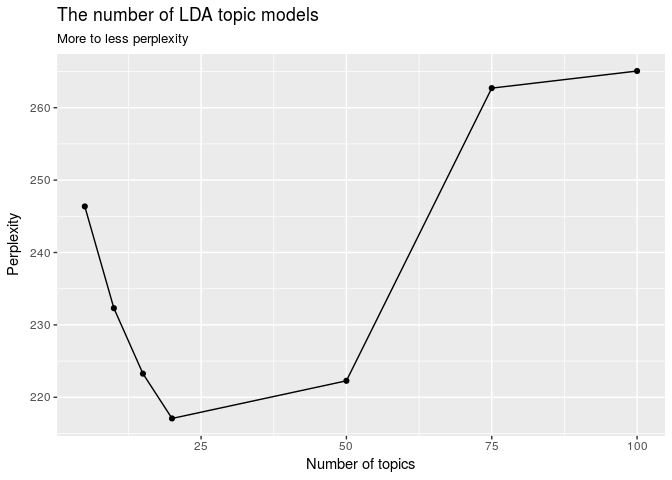 The number of LDA topic models
More to less perplexity
260
250
240
230
220
Perplexity
25 50 75 100
Number of topics